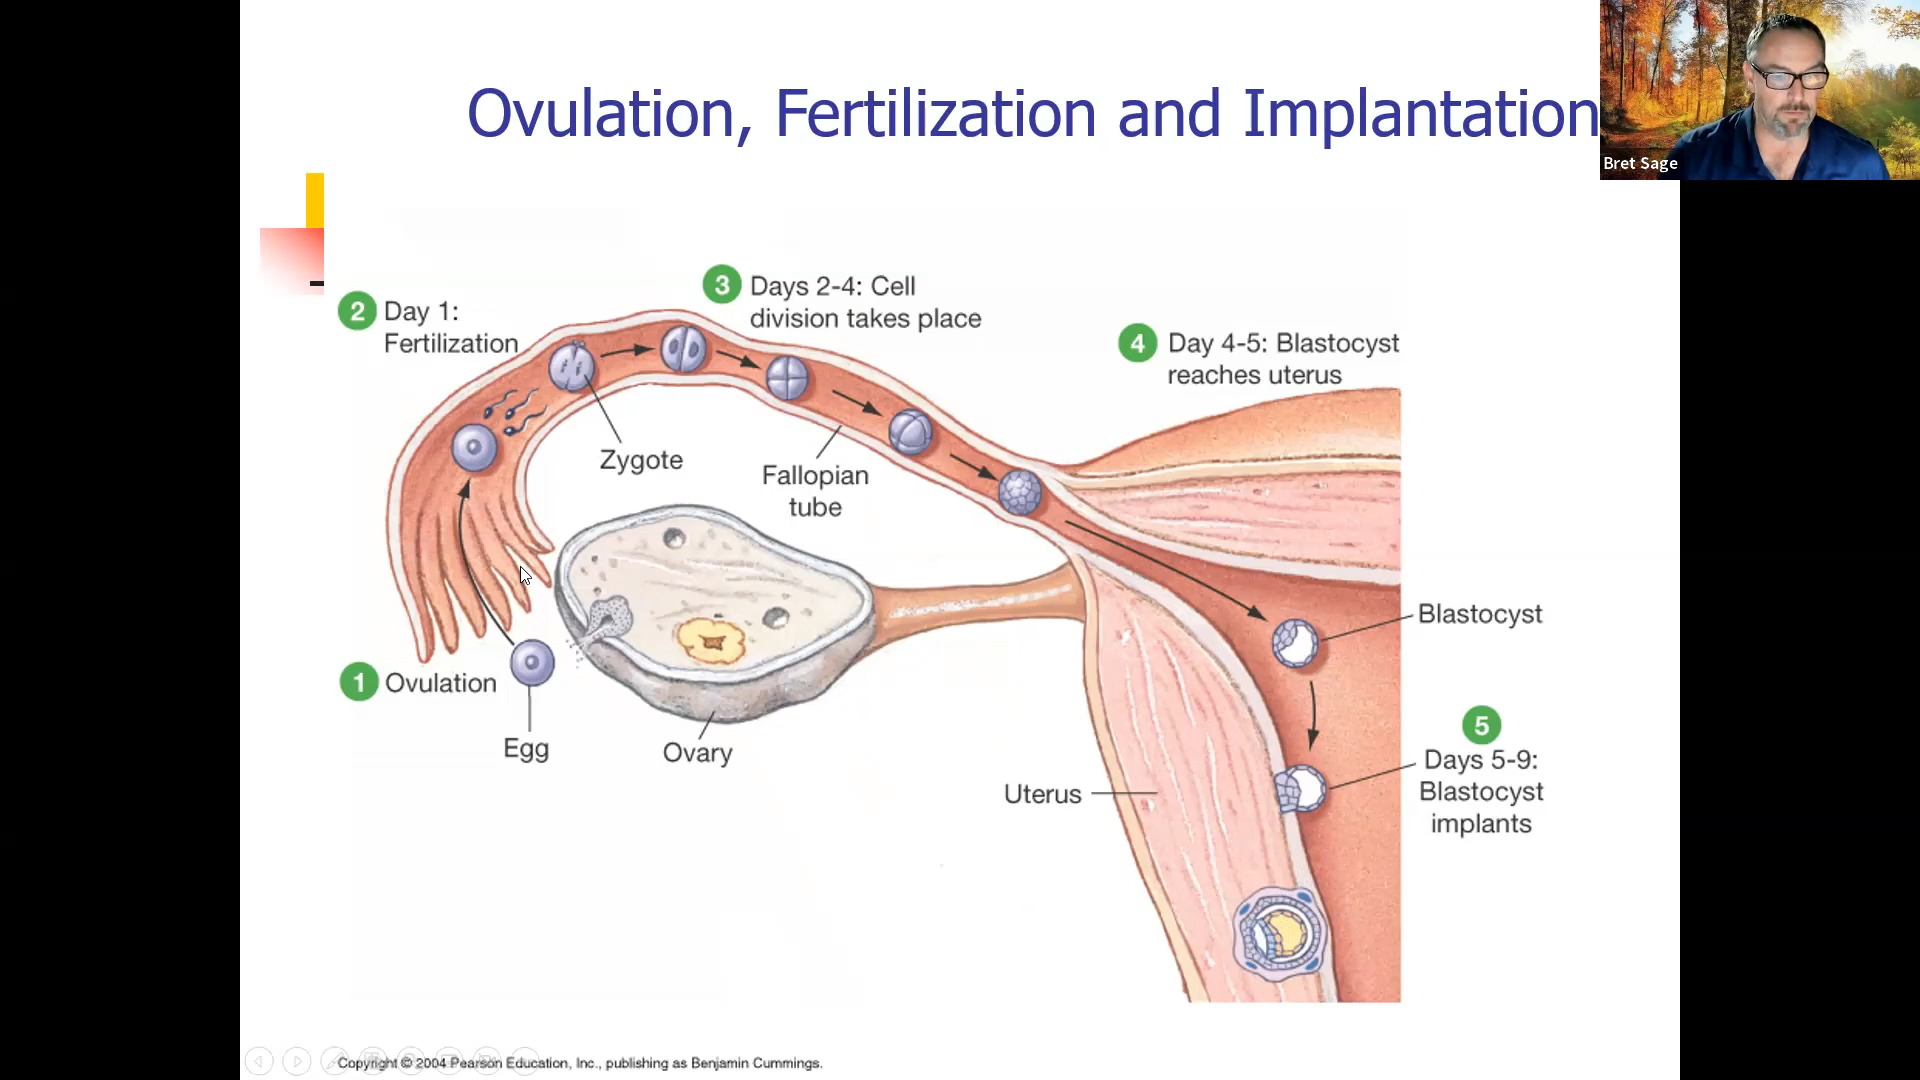 Ovulation, Fertilization and Implantation
Bret Sage
3 Days 2-4: Cell
division takes place
2 Day 1:
Fertilization
4 Day 4-5: Blastocyst
reaches uterus
Zygote
Fallopian
tube
Blastocyst
1 Ovulation
Egg
Ovary
5
Days 5-9:
Blastocyst
implants
Uterus
Copyright © 2004 Pearson Education, Inc., publishing as Benjamin Cummings.